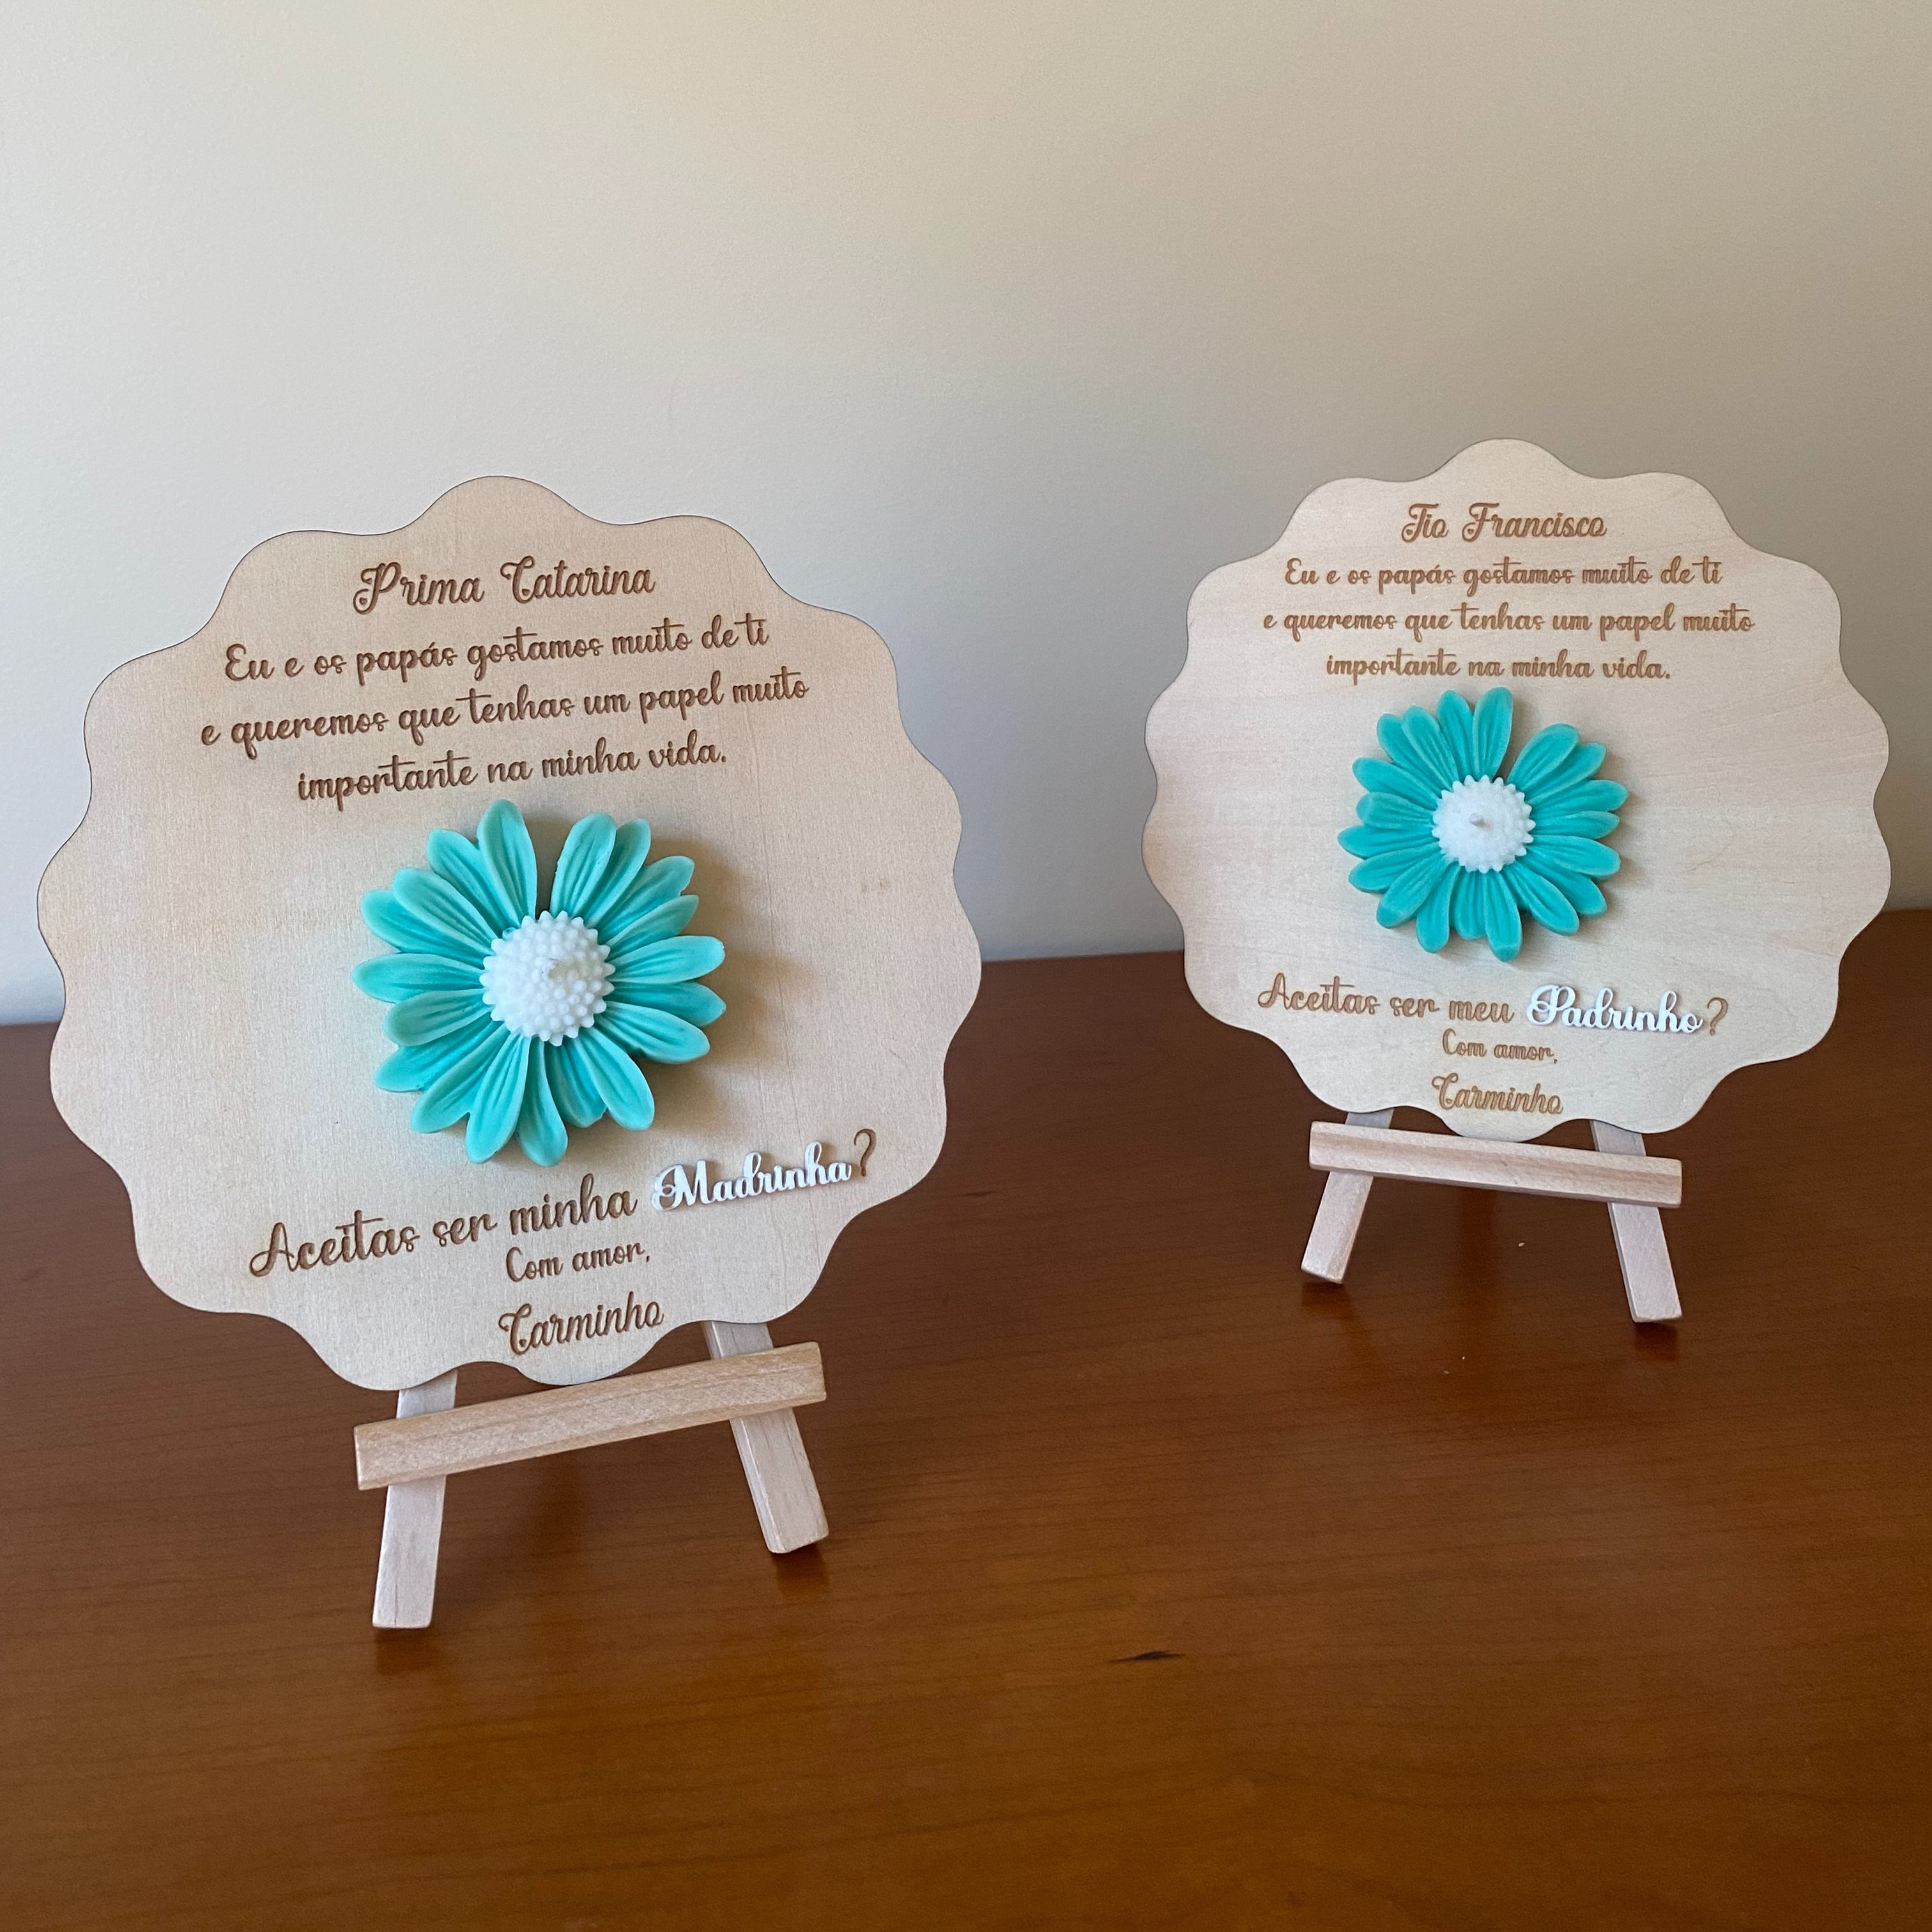 Prima Catarina
Eu e os papás gostamos muito de ti
e queremos que tenhas um papel muito
importante na minha vida.
Aceitas ser minha Madrinha?
Com amor,
Carminho
Tio Francisco
Eu e os papás gostamos muito de ti
e queremos que tenhas um papel muito
importante na minha vida.
Aceitas ser meu Padrinho?
Com amor,
Carminho